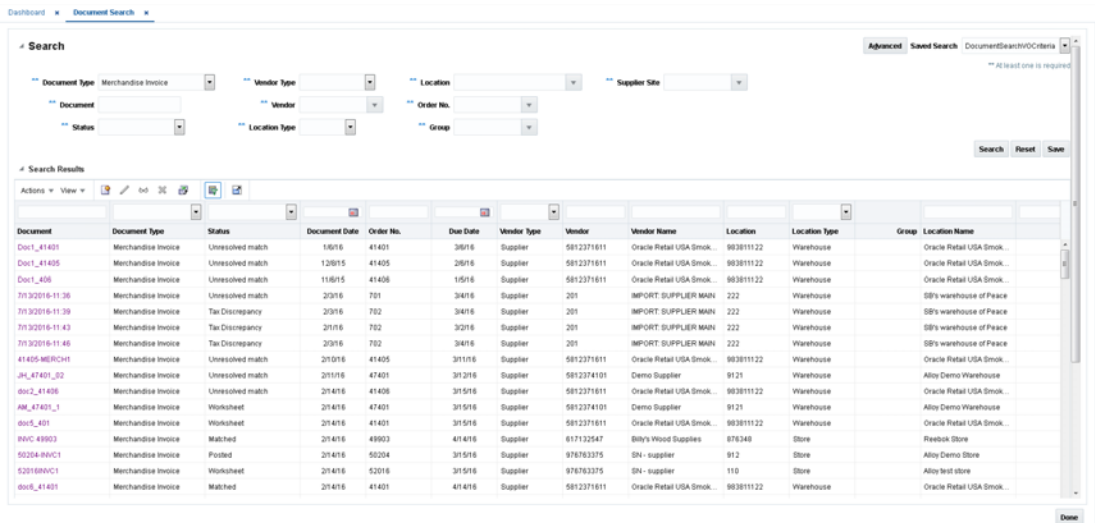 Dashboard × Document Search ×
Search
Advanced Saved Search DocumentSearchVOCriteria
** At least one is required
** Document Type Merchandise Invoice ** Vendor Type ** Location ** Supplier Site
** Document ** Vendor ** Order No.
** Status ** Location Type ** Group
Search Reset Save
Search Results
Actions View
Document Document Type Status Document Date Order No. Due Date Vendor Type Vendor Vendor Name Location Location Type Group Location Name
Doc1_41401 Merchandise Invoice Unresolved match 1/6/16 41401 3/6/16 Supplier 5812371611 Oracle Retail USA Smok... 983811122 Warehouse Oracle Retail USA Smok...
Doc1_41405 Merchandise Invoice Unresolved match 12/8/15 41405 2/6/16 Supplier 5812371611 Oracle Retail USA Smok... 983811122 Warehouse Oracle Retail USA Smok...
Doc1_406 Merchandise Invoice Unresolved match 11/6/15 41406 1/5/16 Supplier 5812371611 Oracle Retail USA Smok... 983811122 Warehouse Oracle Retail USA Smok...
7/13/2016-11:36 Merchandise Invoice Unresolved match 2/3/16 701 3/4/16 Supplier 201 IMPORT: SUPPLIER MAIN 222 Warehouse SB's warehouse of Peace
7/13/2016-11:39 Merchandise Invoice Tax Discrepancy 2/3/16 702 3/4/16 Supplier 201 IMPORT: SUPPLIER MAIN 222 Warehouse SB's warehouse of Peace
7/13/2016-11:43 Merchandise Invoice Tax Discrepancy 2/1/16 702 3/2/16 Supplier 201 IMPORT: SUPPLIER MAIN 222 Warehouse SB's warehouse of Peace
7/13/2016-11:46 Merchandise Invoice Tax Discrepancy 2/3/16 702 3/4/16 Supplier 201 IMPORT: SUPPLIER MAIN 222 Warehouse SB's warehouse of Peace
41405-MERCH1 Merchandise Invoice Unresolved match 2/10/16 41405 3/11/16 Supplier 5812371611 Oracle Retail USA Smok... 983811122 Warehouse Oracle Retail USA Smok...
JH_47401_02 Merchandise Invoice Unresolved match 2/11/16 47401 3/12/16 Supplier 5812374101 Demo Supplier 9121 Warehouse Alloy Demo Warehouse
doc2_41406 Merchandise Invoice Unresolved match 2/14/16 41406 3/15/16 Supplier 5812371611 Oracle Retail USA Smok... 983811122 Warehouse Oracle Retail USA Smok...
AM_47401_1 Merchandise Invoice Worksheet 2/14/16 47401 3/15/16 Supplier 5812374101 Demo Supplier 9121 Warehouse Alloy Demo Warehouse
doc5_401 Merchandise Invoice Worksheet 2/14/16 41401 3/15/16 Supplier 5812371611 Oracle Retail USA Smok... 983811122 Warehouse Oracle Retail USA Smok...
INVC 49903 Merchandise Invoice Matched 2/14/16 49903 4/14/16 Supplier 617132547 Billy's Wood Supplies 876348 Store Reebok Store
50204-INVC1 Merchandise Invoice Posted 2/14/16 50204 3/15/16 Supplier 976763375 SN - supplier 912 Store Alloy Demo Store
52016INVC1 Merchandise Invoice Worksheet 2/14/16 52016 3/15/16 Supplier 976763375 SN - supplier 110 Store Alloy test store
doc6_41401 Merchandise Invoice Matched 2/14/16 41401 4/14/16 Supplier 5812371611 Oracle Retail USA Smok... 983811122 Warehouse Oracle Retail USA Smok...
Done